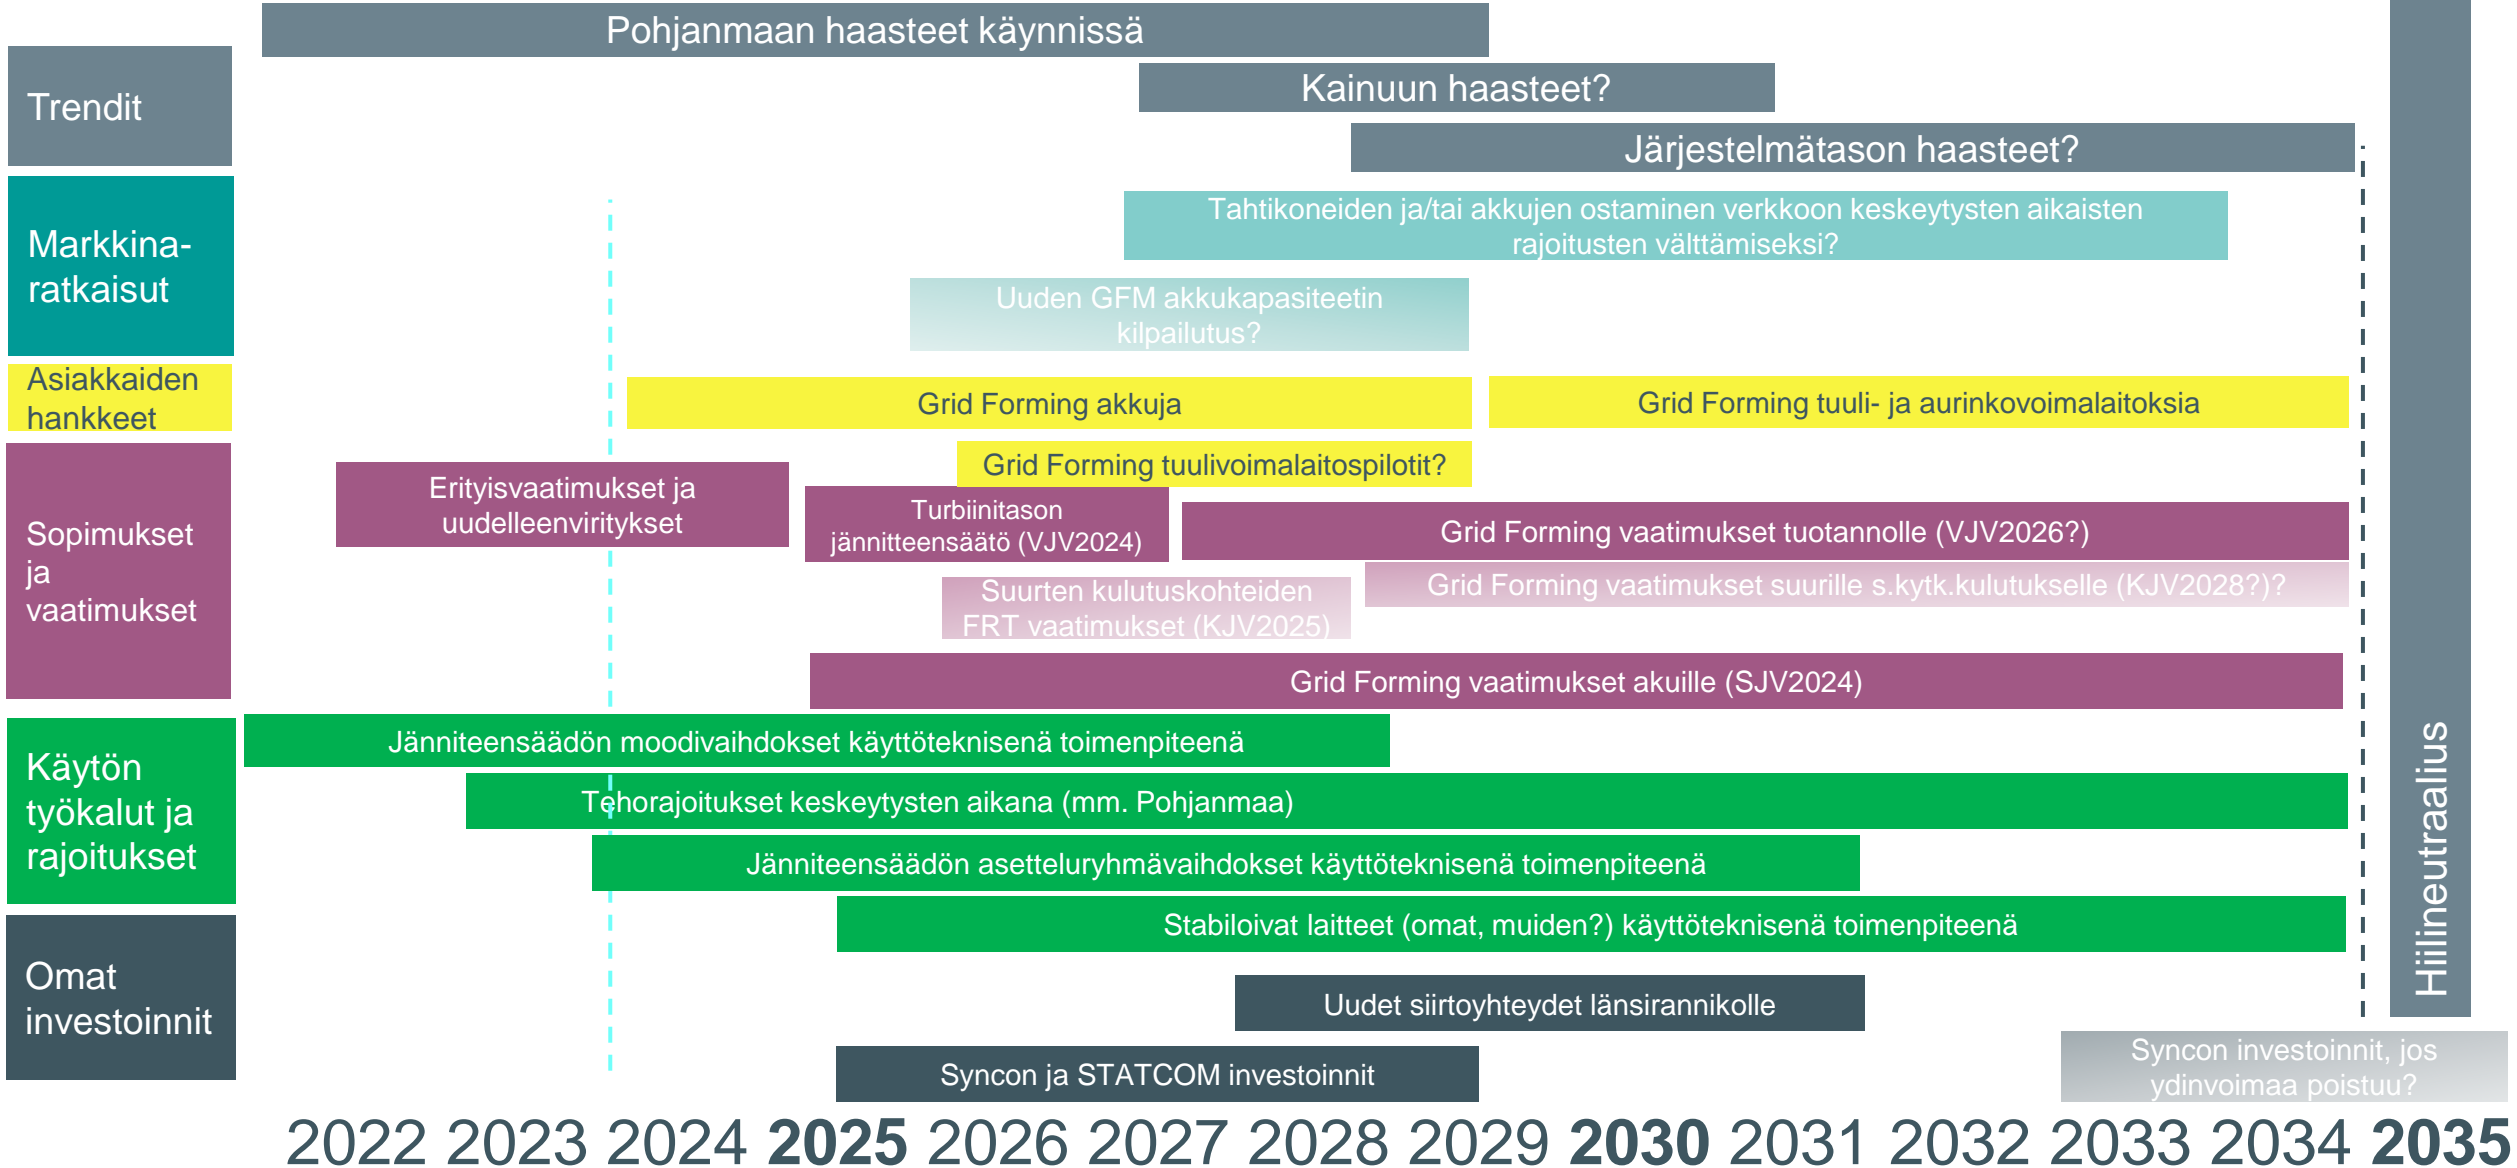 Pohjanmaan haasteet käynnissä
Trendit
Kainuun haasteet?
Järjestelmätason haasteet?
Markkina-
ratkaisut
Tahtikoneiden ja/tai akkujen ostaminen verkkoon keskeytysten aikaisten
rajoitusten välttämiseksi?
Uuden GFM akkukapasiteetin
kilpailutus?
Asiakkaiden
hankkeet
Grid Forming akkuja
Grid Forming tuuli- ja aurinkovoimalaitoksia
Grid Forming tuulivoimalaitospilotit?
Sopimukset
ja
vaatimukset
Erityisvaatimukset ja
uudelleenviritykset
Turbiinitason
jännitteensäätö (VJV2024)
Grid Forming vaatimukset tuotannolle (VJV2026?)
Suurten kulutuskohteiden
FRT vaatimukset (KJV2025)
Grid Forming vaatimukset suurille s.kytk.kulutukselle (KJV2028?)?
Grid Forming vaatimukset akuille (SJV2024)
Käytön
työkalut ja
rajoitukset
Jänniteensäädön moodivaihdokset käyttöteknisenä toimenpiteenä
Tehorajoitukset keskeytysten aikana (mm. Pohjanmaa)
Jänniteensäädön asetteluryhmävaihdokset käyttöteknisenä toimenpiteenä
Stabiloivat laitteet (omat, muiden?) käyttöteknisenä toimenpiteenä
Omat
investoinnit
Uudet siirtoyhteydet länsirannikolle
Syncon ja STATCOM investoinnit
Syncon investoinnit, jos
ydinvoimaa poistuu?
Hiilineutraalius
2022 2023 2024 2025 2026 2027 2028 2029 2030 2031 2032 2033 2034 2035